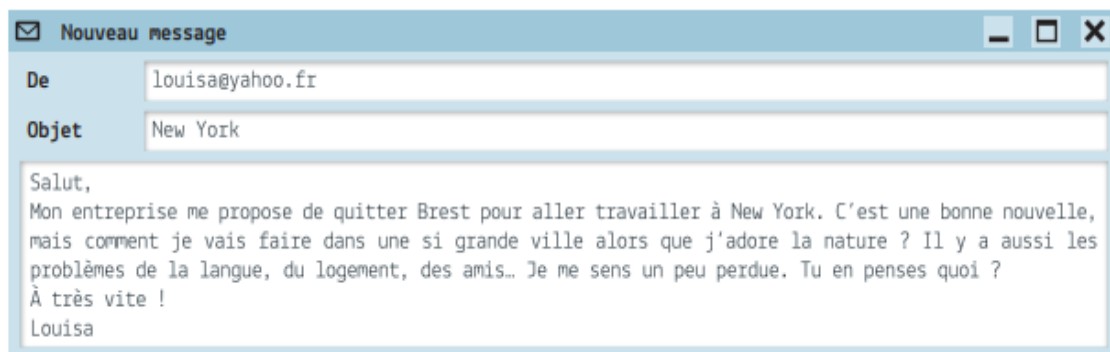 Nouveau message
De louisa@yahoo.fr
Objet New York
Salut,
Mon entreprise me propose de quitter Brest pour aller travailler à New York. C'est une bonne nouvelle,
mais comment je vais faire dans une si grande ville alors que j'adore la nature ? Il y a aussi les
problèmes de la langue, du logement, des amis… Je me sens un peu perdue. Tu en penses quoi ?
À très vite !
Louisa